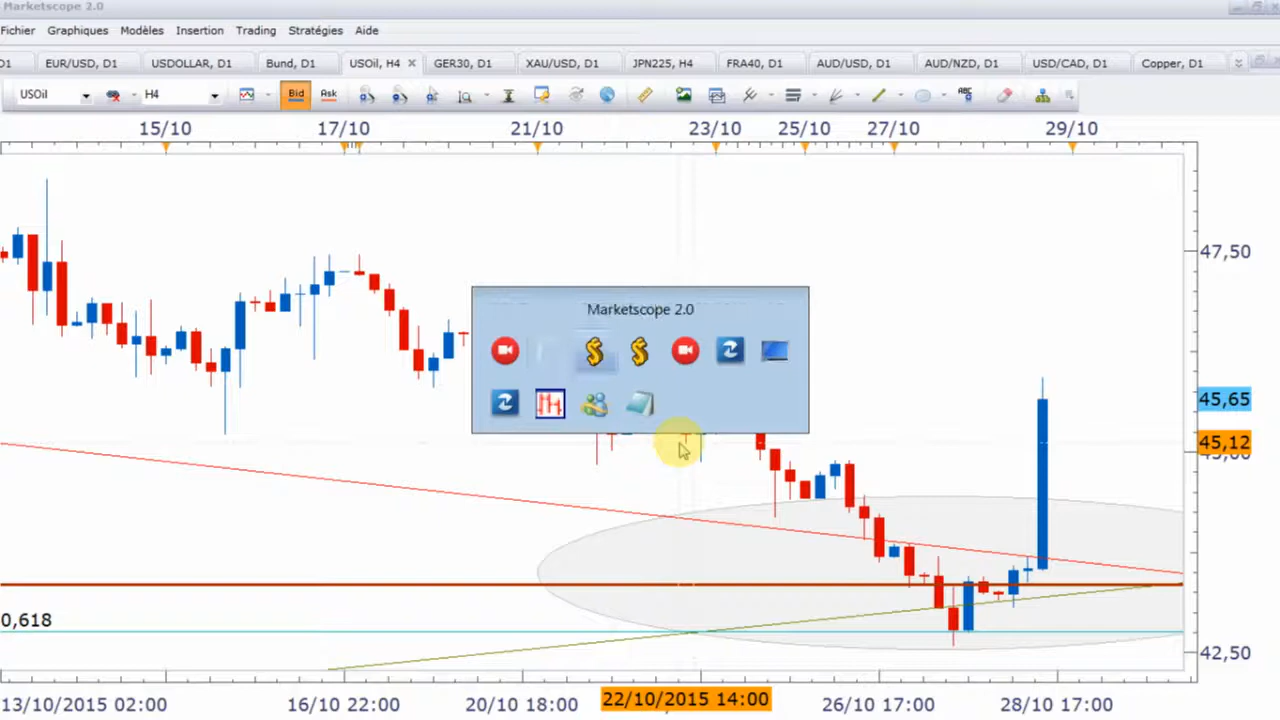 Marketscope 2.0
Fichier Graphiques Modèles Insertion Trading Stratégies Aide
D1 EUR/USD, D1 USDOLLAR, D1 Bund, D1 USOil, H4 GER30, D1 XAU/USD, D1 JPN225, H4 FRA40, D1 AUD/USD, D1 AUD/NZD, D1 USD/CAD, D1 Copper, D1
USOil H4 Bid Ask ABC
15/10 17/10 21/10 23/10 25/10 27/10 29/10
47,50
Marketscope 2.0
45,65
45,12
0,618
42,50
13/10/2015 02:00 16/10 22:00 20/10 18:00 22/10/2015 14:00 26/10 17:00 28/10 17:00